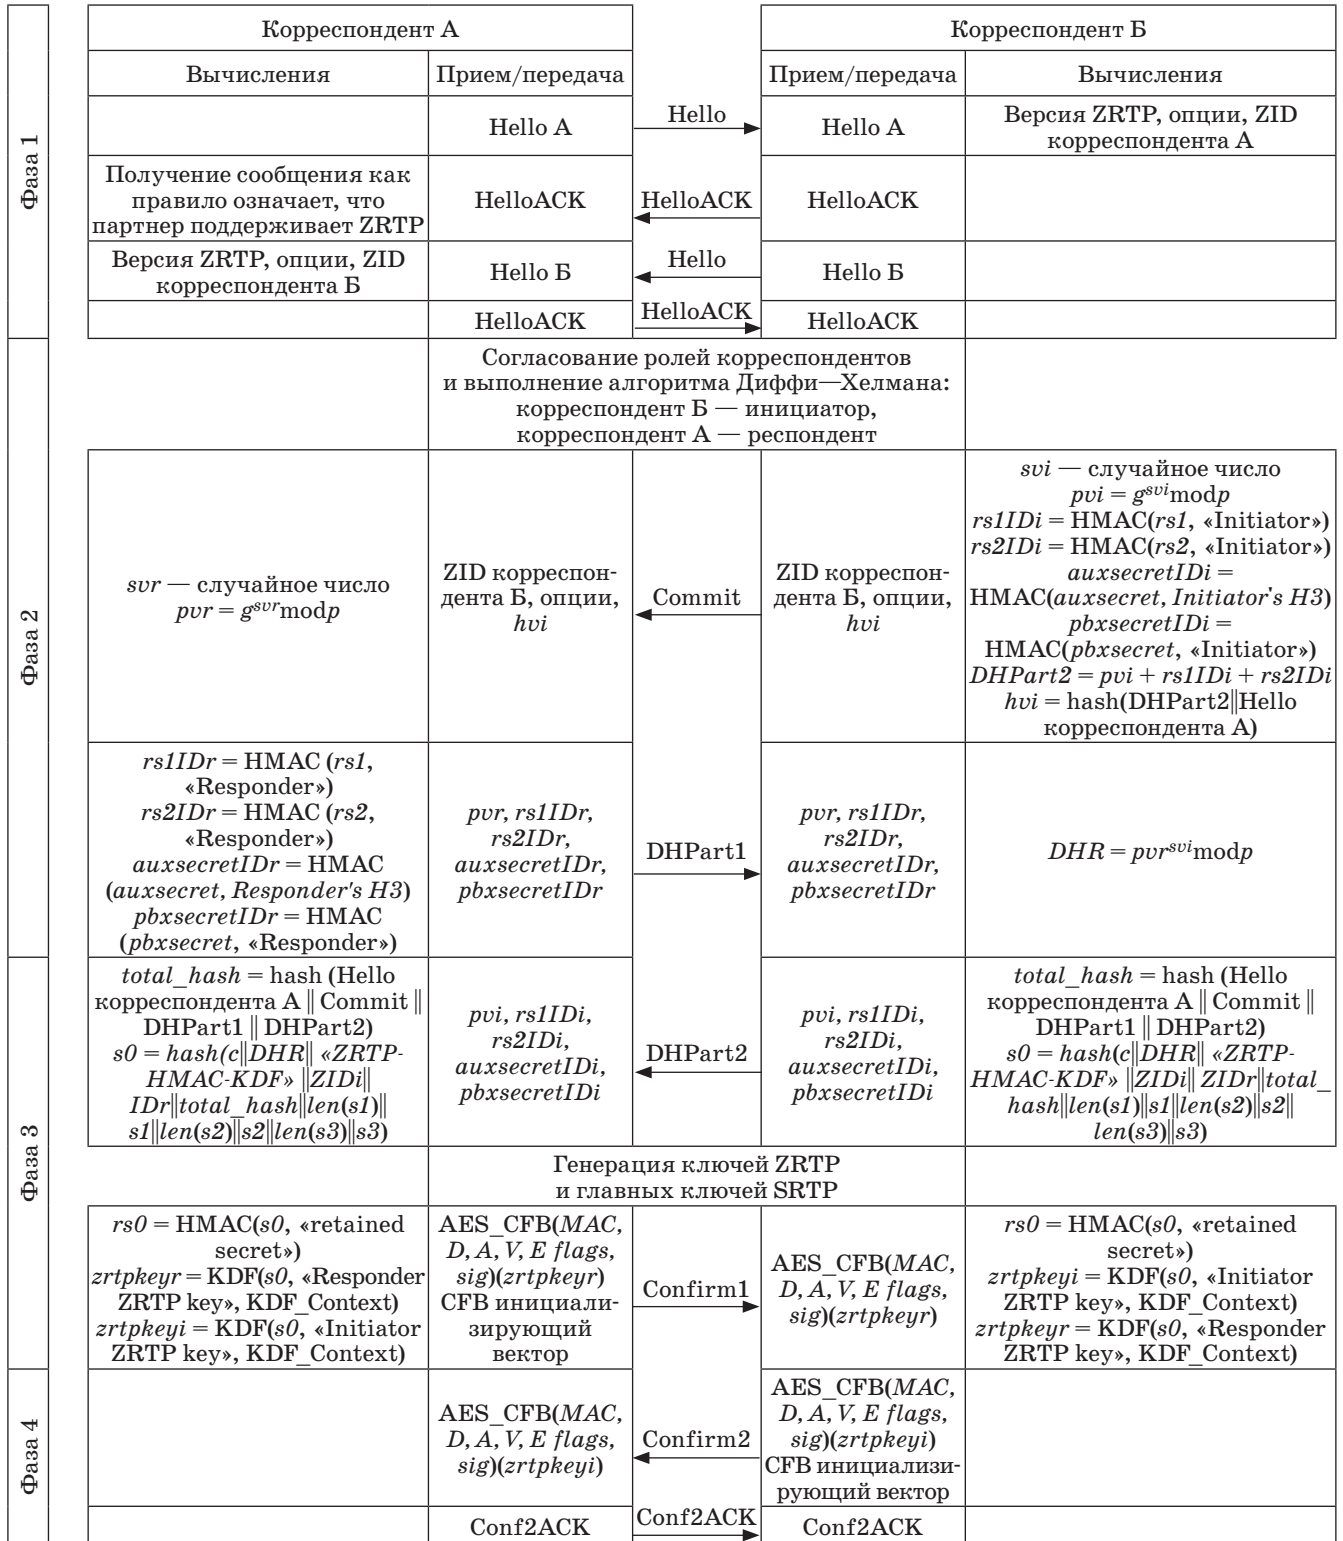 Корреспондент А
Корреспондент Б
Вычисления
Прием/передача
Прием/передача
Вычисления
Фаза 1
Hello А
Hello
Hello А
Версия ZRTP, опции, ZID
корреспондента А
Получение сообщения как
правило означает, что
партнер поддерживает ZRTP
HelloACK
HelloACK
HelloACK
Версия ZRTP, опции, ZID
корреспондента Б
Hello Б
Hello
Hello Б
HelloACK
HelloACK
HelloACK
Фаза 2
Согласование ролей корреспондентов
и выполнение алгоритма Диффи—Хелмана:
корреспондент Б — инициатор,
корреспондент А — респондент
svr — случайное число
pvr = g^svr modp
ZID корреспон-
дента Б, опции,
hvi
Commit
ZID корреспон-
дента Б, опции,
hvi
svi — случайное число
pvi = g^svi modp
rs1IDi = HMAC(rs1, «Initiator»)
rs2IDi = HMAC(rs2, «Initiator»)
auxsecretIDi =
HMAC(auxsecret, Initiator's H3)
pbxsecretIDi =
HMAC(pbxsecret, «Initiator»)
DHPart2 = pvi + rs1IDi + rs2IDi
hvi = hash(DHPart2||Hello
корреспондента А)
rs1IDr = HMAC (rs1,
«Responder»)
rs2IDr = HMAC (rs2,
«Responder»)
auxsecretIDr = HMAC
(auxsecret, Responder's H3)
pbxsecretIDr = HMAC
(pbxsecret, «Responder»)
pvr, rs1IDr,
rs2IDr,
auxsecretIDr,
pbxsecretIDr
DHPart1
pvr, rs1IDr,
rs2IDr,
auxsecretIDr,
pbxsecretIDr
DHR = pvr^svi modp
Фаза 3
total_hash = hash (Hello
корреспондента А || Commit ||
DHPart1 || DHPart2)
s0 = hash(c||DHR|| «ZRTP-
HMAC-KDF» ||ZIDi||
IDr||total_hash||len(s1)||
s1||len(s2)||s2||len(s3)||s3)
pvi, rs1IDi,
rs2IDi,
auxsecretIDi,
pbxsecretIDi
DHPart2
pvi, rs1IDi,
rs2IDi,
auxsecretIDi,
pbxsecretIDi
total_hash = hash (Hello
корреспондента А || Commit ||
DHPart1 || DHPart2)
s0 = hash(c||DHR|| «ZRTP-
HMAC-KDF» ||ZIDi|| ZIDr||total_
hash||len(s1)||s1||len(s2)||s2||
len(s3)||s3)
Генерация ключей ZRTP
и главных ключей SRTP
rs0 = HMAC(s0, «retained
secret»)
zrtpkeyr = KDF(s0, «Responder
ZRTP key», KDF_Context)
zrtpkeyi = KDF(s0, «Initiator
ZRTP key», KDF_Context)
AES_CFB(MAC,
D, A, V, E flags,
sig)(zrtpkeyr)
CFB инициали-
зирующий
вектор
Confirm1
AES_CFB(MAC,
D, A, V, E flags,
sig)(zrtpkeyr)
rs0 = HMAC(s0, «retained
secret»)
zrtpkeyi = KDF(s0, «Initiator
ZRTP key», KDF_Context)
zrtpkeyr = KDF(s0, «Responder
ZRTP key», KDF_Context)
Фаза 4
AES_CFB(MAC,
D, A, V, E flags,
sig)(zrtpkeyi)
Confirm2
AES_CFB(MAC,
D, A, V, E flags,
sig)(zrtpkeyi)
CFB инициализи-
рующий вектор
Conf2ACK
Conf2ACK
Conf2ACK